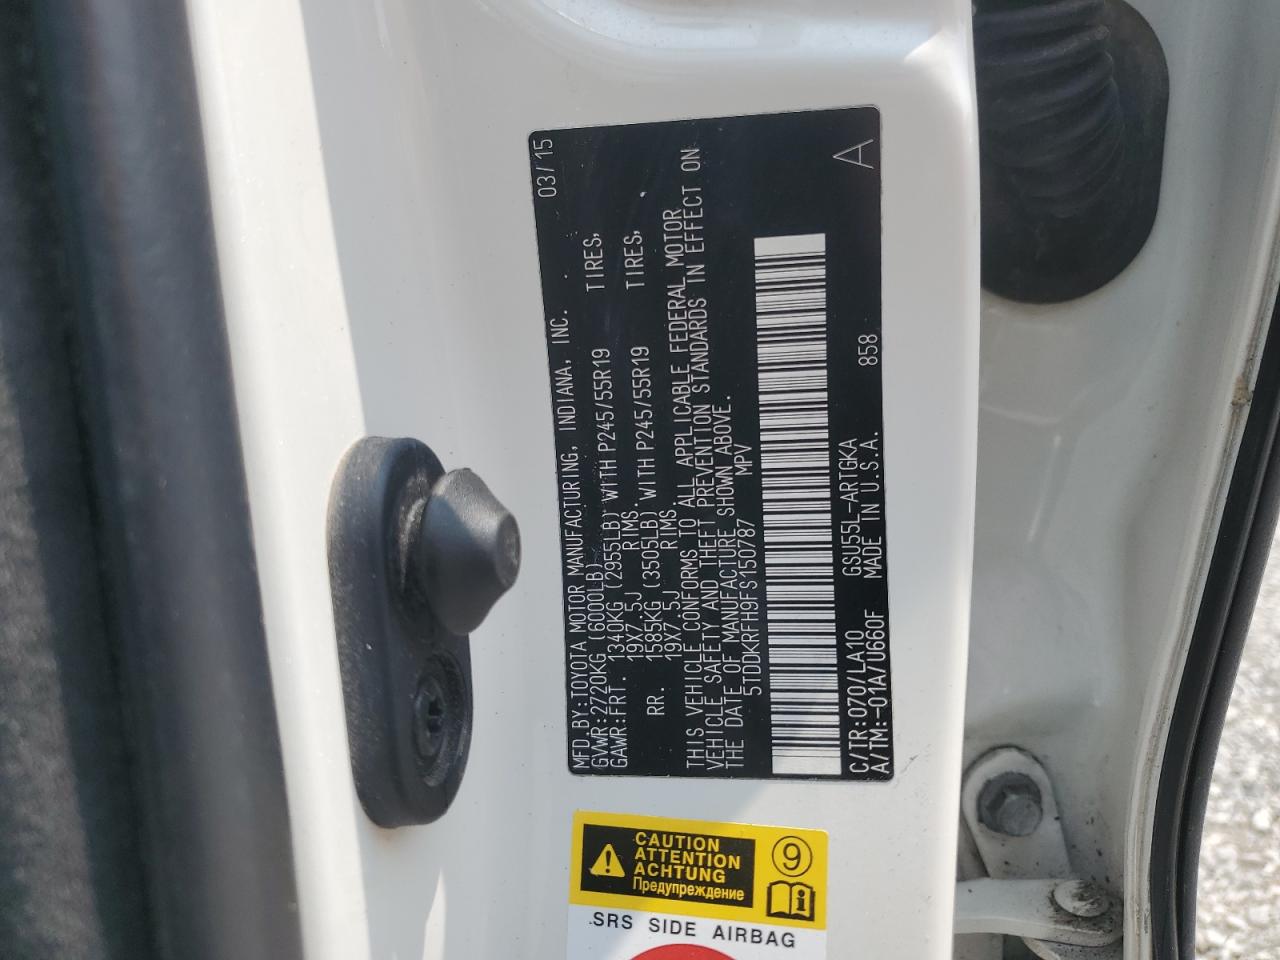 MFD.BY:TOYOTA MOTOR MANUFACTURING, INDIANA, INC. 03/15
GVWR:2720KG (6000LB)
GAWR:FRT. 1340KG (2955LB) WITH P245/55R19 TIRES,
19X7.5J RIMS.
RR. 1585KG (3505LB) WITH P245/55R19 TIRES,
19X7.5J RIMS.
THIS VEHICLE CONFORMS TO ALL APPLICABLE FEDERAL MOTOR
VEHICLE SAFETY AND THEFT PREVENTION STANDARDS IN EFFECT ON
THE DATE OF MANUFACTURE SHOWN ABOVE.
5TDDKRFH9FS150787 MPV
C/TR:070/LA10 GSU55L-ARTGKA
A/TM:-01A/U660F MADE IN U.S.A. 858
A
CAUTION
ATTENTION
ACHTUNG
Предупреждение
9
SRS SIDE AIRBAG